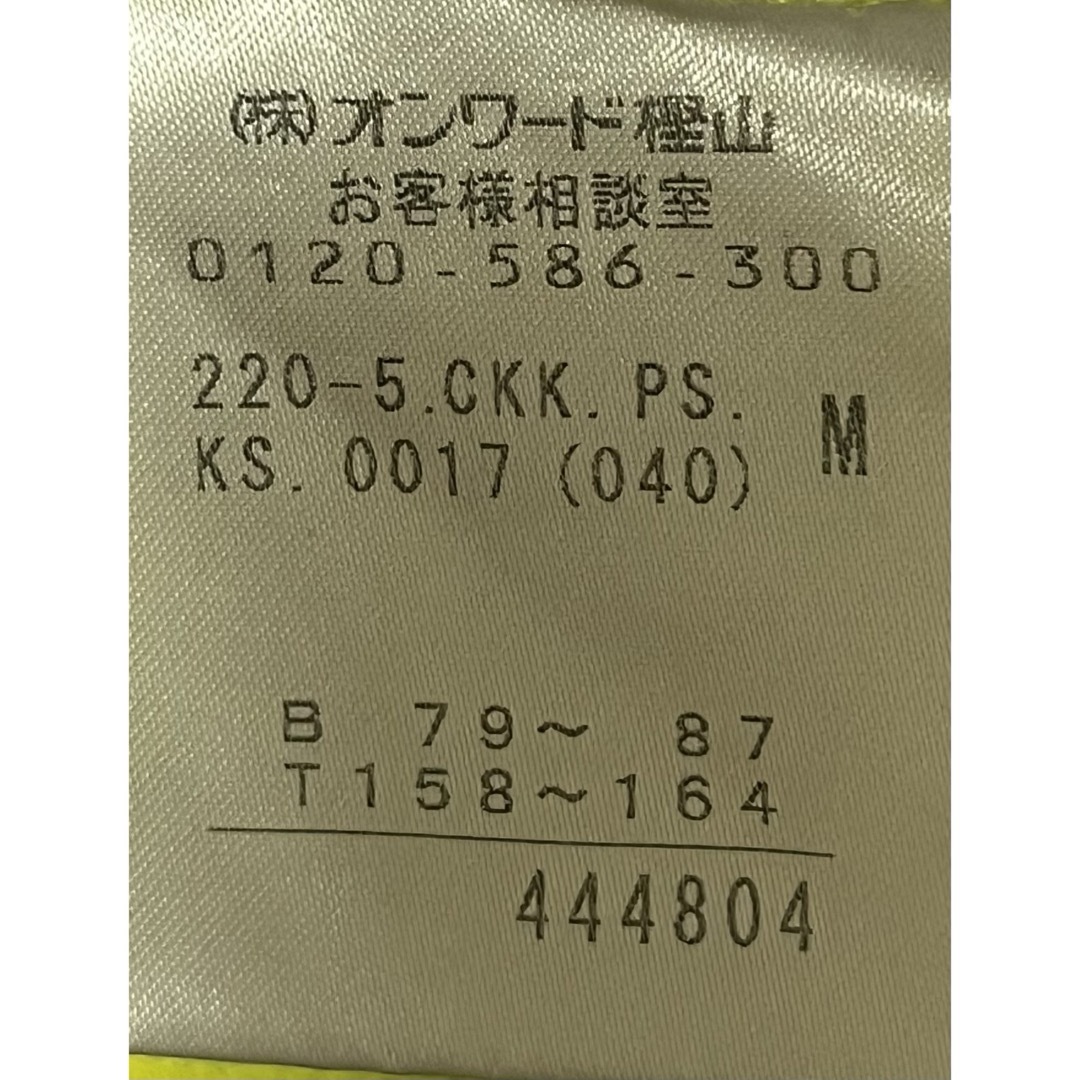 (株)オンワード樫山
お客様相談室
0120-586-300
220-5.CKK.PS.
KS.0017(040) M
B 79～ 87
T158～164
444804